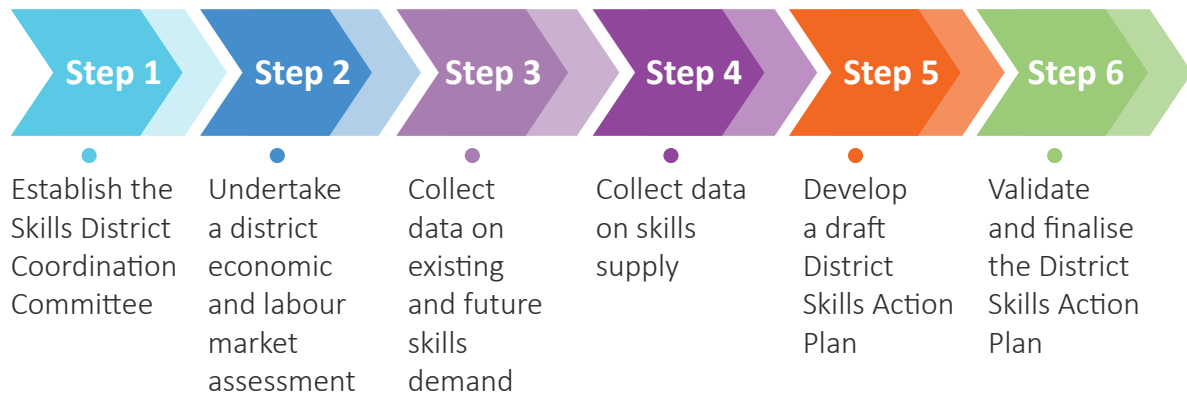 Step 1
Step 2
Step 3
Step 4
Step 5
Step 6
Establish the
Skills District
Coordination
Committee
Undertake
a district
economic
and labour
market
assessment
Collect
data on
existing
and future
skills
demand
Collect data
on skills
supply
Develop
a draft
District
Skills Action
Plan
Validate
and finalise
the District
Skills Action
Plan